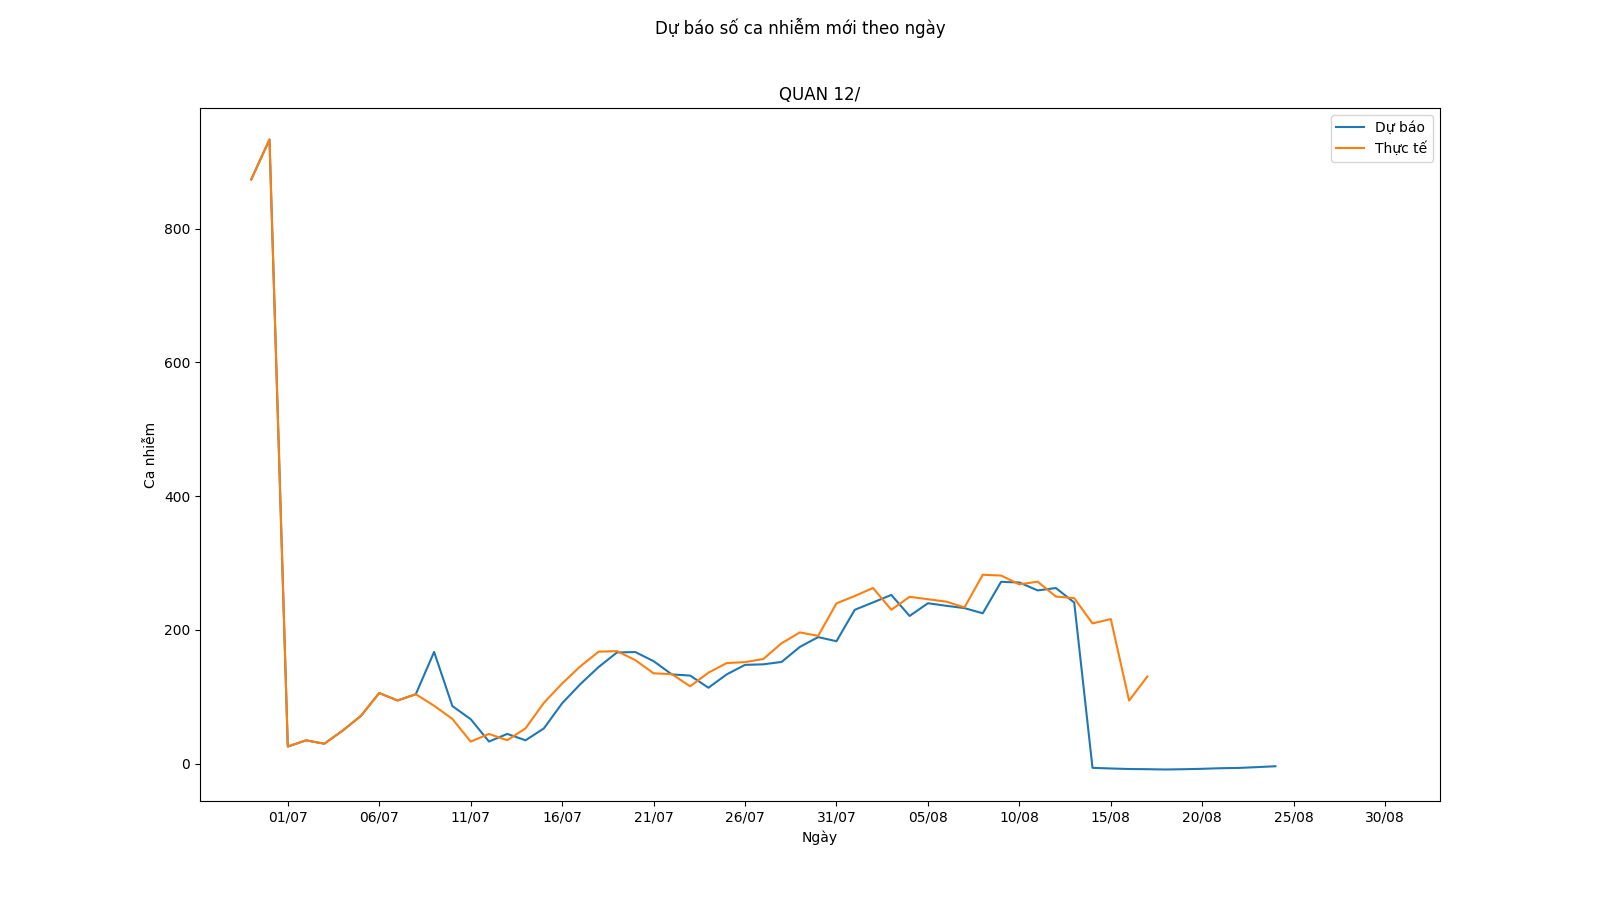 Dự báo số ca nhiễm mới theo ngày
QUAN 12/
Dự báo
Thực tế
800
600
400
200
0
Ca nhiễm
01/07 06/07 11/07 16/07 21/07 26/07 31/07 05/08 10/08 15/08 20/08 25/08 30/08
Ngày